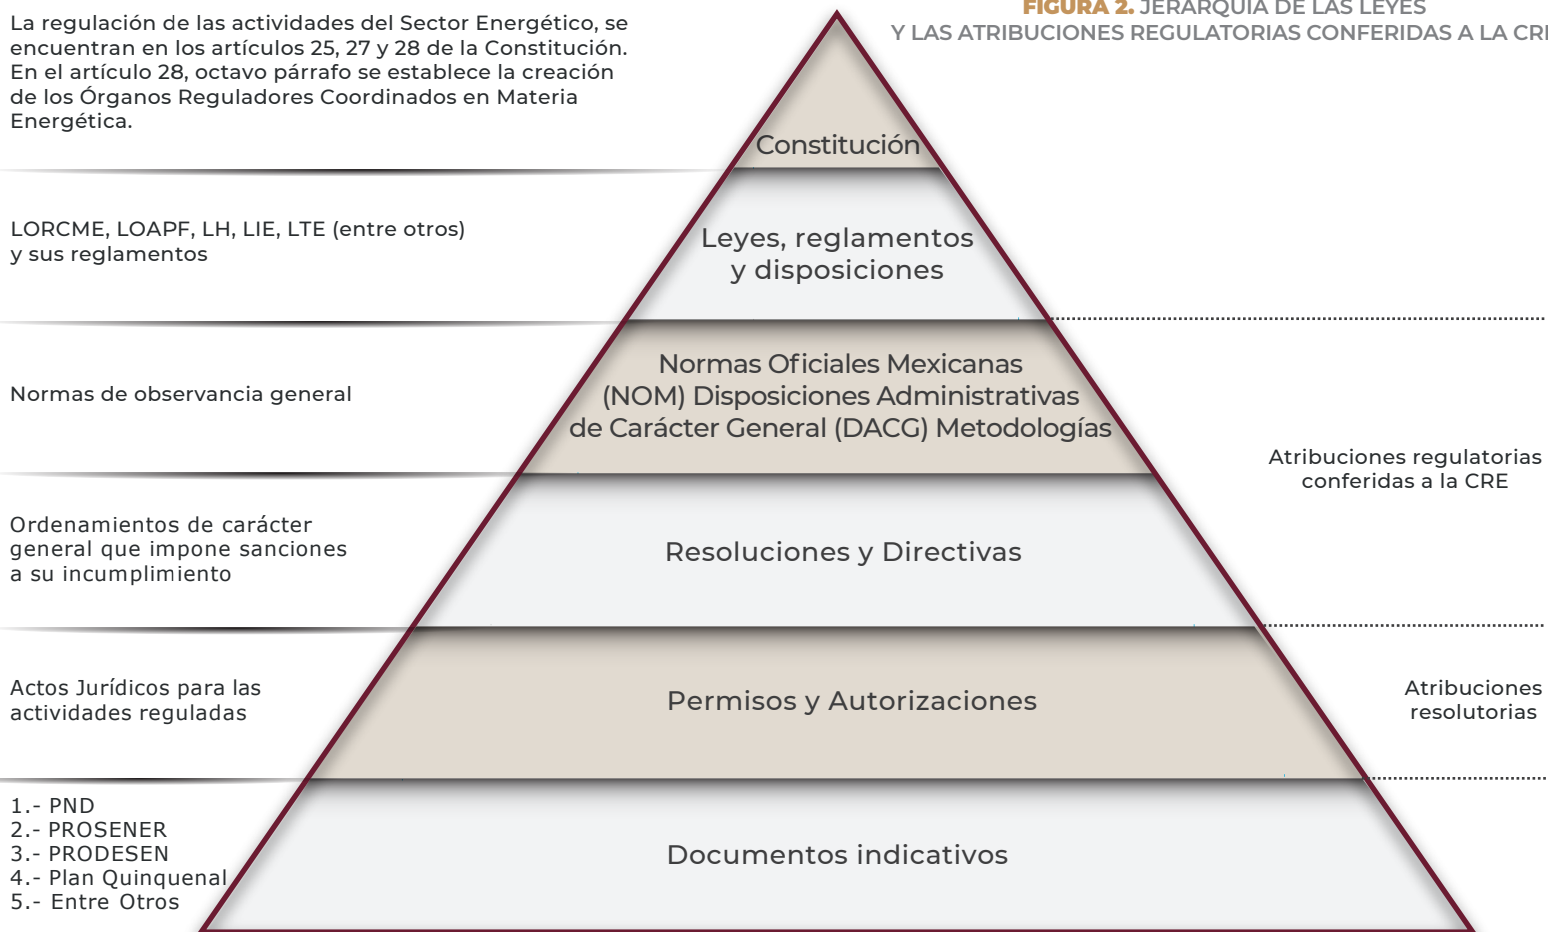 FIGURA 2. JERARQUÍA DE LAS LEYES
Y LAS ATRIBUCIONES REGULATORIAS CONFERIDAS A LA CRE
La regulación de las actividades del Sector Energético, se
encuentran en los artículos 25, 27 y 28 de la Constitución.
En el artículo 28, octavo párrafo se establece la creación
de los Órganos Reguladores Coordinados en Materia
Energética.
Constitución
LORCME, LOAPF, LH, LIE, LTE (entre otros)
y sus reglamentos
Leyes, reglamentos
y disposiciones
Normas de observancia general
Normas Oficiales Mexicanas
(NOM) Disposiciones Administrativas
de Carácter General (DACG) Metodologías
Atribuciones regulatorias
conferidas a la CRE
Ordenamientos de carácter
general que impone sanciones
a su incumplimiento
Resoluciones y Directivas
Actos Jurídicos para las
actividades reguladas
Permisos y Autorizaciones
Atribuciones
resolutorias
1.- PND
2.- PROSENER
3.- PRODESEN
4.- Plan Quinquenal
5.- Entre Otros
Documentos indicativos